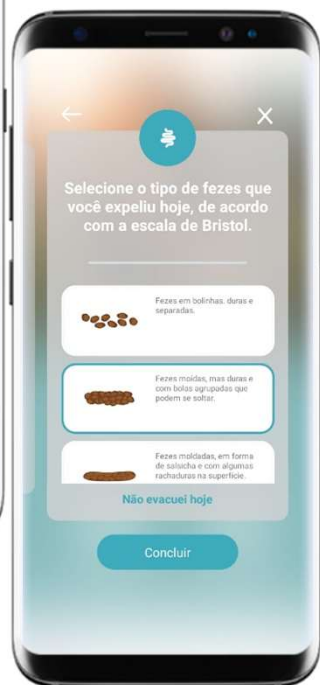 Selecione o tipo de fezes que
você expeliu hoje, de acordo
com a escala de Bristol.
Fezes em bolinhas, duras e
separadas.
Fezes moídas, mas duras e
com bolas agrupadas que
podem se soltar.
Fezes moldadas, em forma
de salsicha e com algumas
rachaduras na superfície.
Não evacuei hoje
Concluir